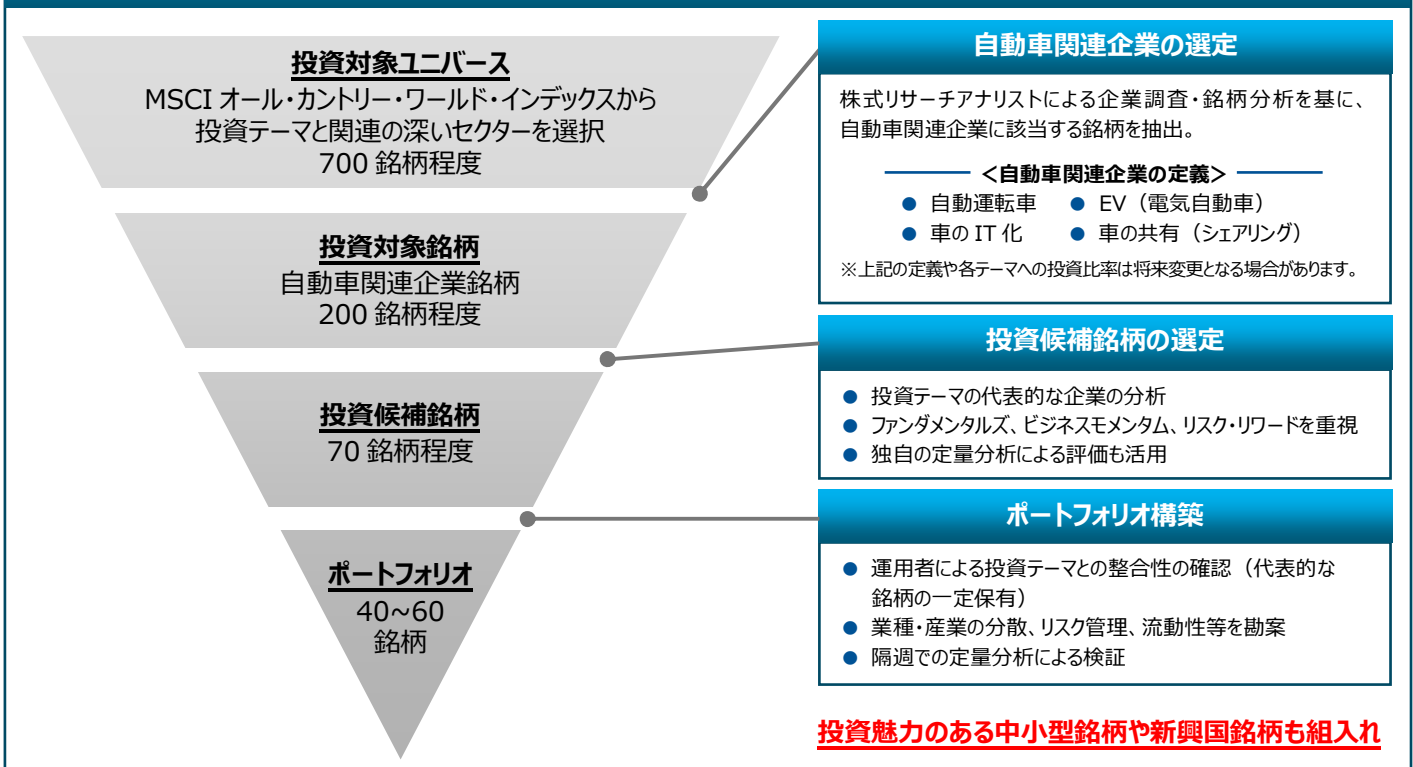 投資対象ユニバース
MSCI オール・カントリー・ワールド・インデックスから
投資テーマと関連の深いセクターを選択
700 銘柄程度
投資対象銘柄
自動車関連企業銘柄
200 銘柄程度
投資候補銘柄
70 銘柄程度
ポートフォリオ
40~60
銘柄
自動車関連企業の選定
株式リサーチアナリストによる企業調査・銘柄分析を基に、
自動車関連企業に該当する銘柄を抽出。
<自動車関連企業の定義>
● 自動運転車 ● EV（電気自動車）
● 車の IT 化 ● 車の共有（シェアリング）
※上記の定義や各テーマへの投資比率は将来変更となる場合があります。
投資候補銘柄の選定
● 投資テーマの代表的な企業の分析
● ファンダメンタルズ、ビジネスモメンタム、リスク・リワードを重視
● 独自の定量分析による評価も活用
ポートフォリオ構築
● 運用者による投資テーマとの整合性の確認（代表的な
銘柄の一定保有）
● 業種・産業の分散、リスク管理、流動性等を勘案
● 隔週での定量分析による検証
投資魅力のある中小型銘柄や新興国銘柄も組入れ